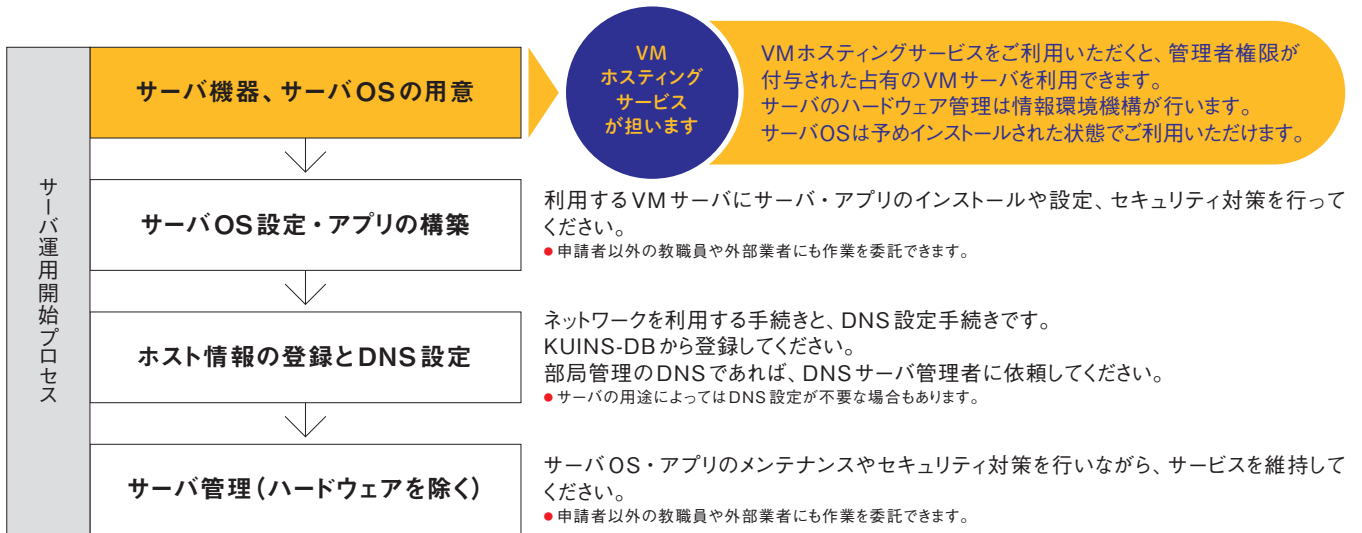 サーバ運用開始プロセス
サーバ機器、サーバOSの用意
VM
ホスティング
サービス
が担います
VMホスティングサービスをご利用いただくと、管理者権限が
付与された占有のVMサーバを利用できます。
サーバのハードウェア管理は情報環境機構が行います。
サーバOSは予めインストールされた状態でご利用いただけます。
サーバOS設定・アプリの構築
利用するVMサーバにサーバ・アプリのインストールや設定、セキュリティ対策を行って
ください。
●申請者以外の教職員や外部業者にも作業を委託できます。
ホスト情報の登録とDNS設定
ネットワークを利用する手続きと、DNS設定手続きです。
KUINS-DBから登録してください。
部局管理のDNSであれば、DNSサーバ管理者に依頼してください。
●サーバの用途によってはDNS設定が不要な場合もあります。
サーバ管理（ハードウェアを除く）
サーバOS・アプリのメンテナンスやセキュリティ対策を行いながら、サービスを維持して
ください。
●申請者以外の教職員や外部業者にも作業を委託できます。